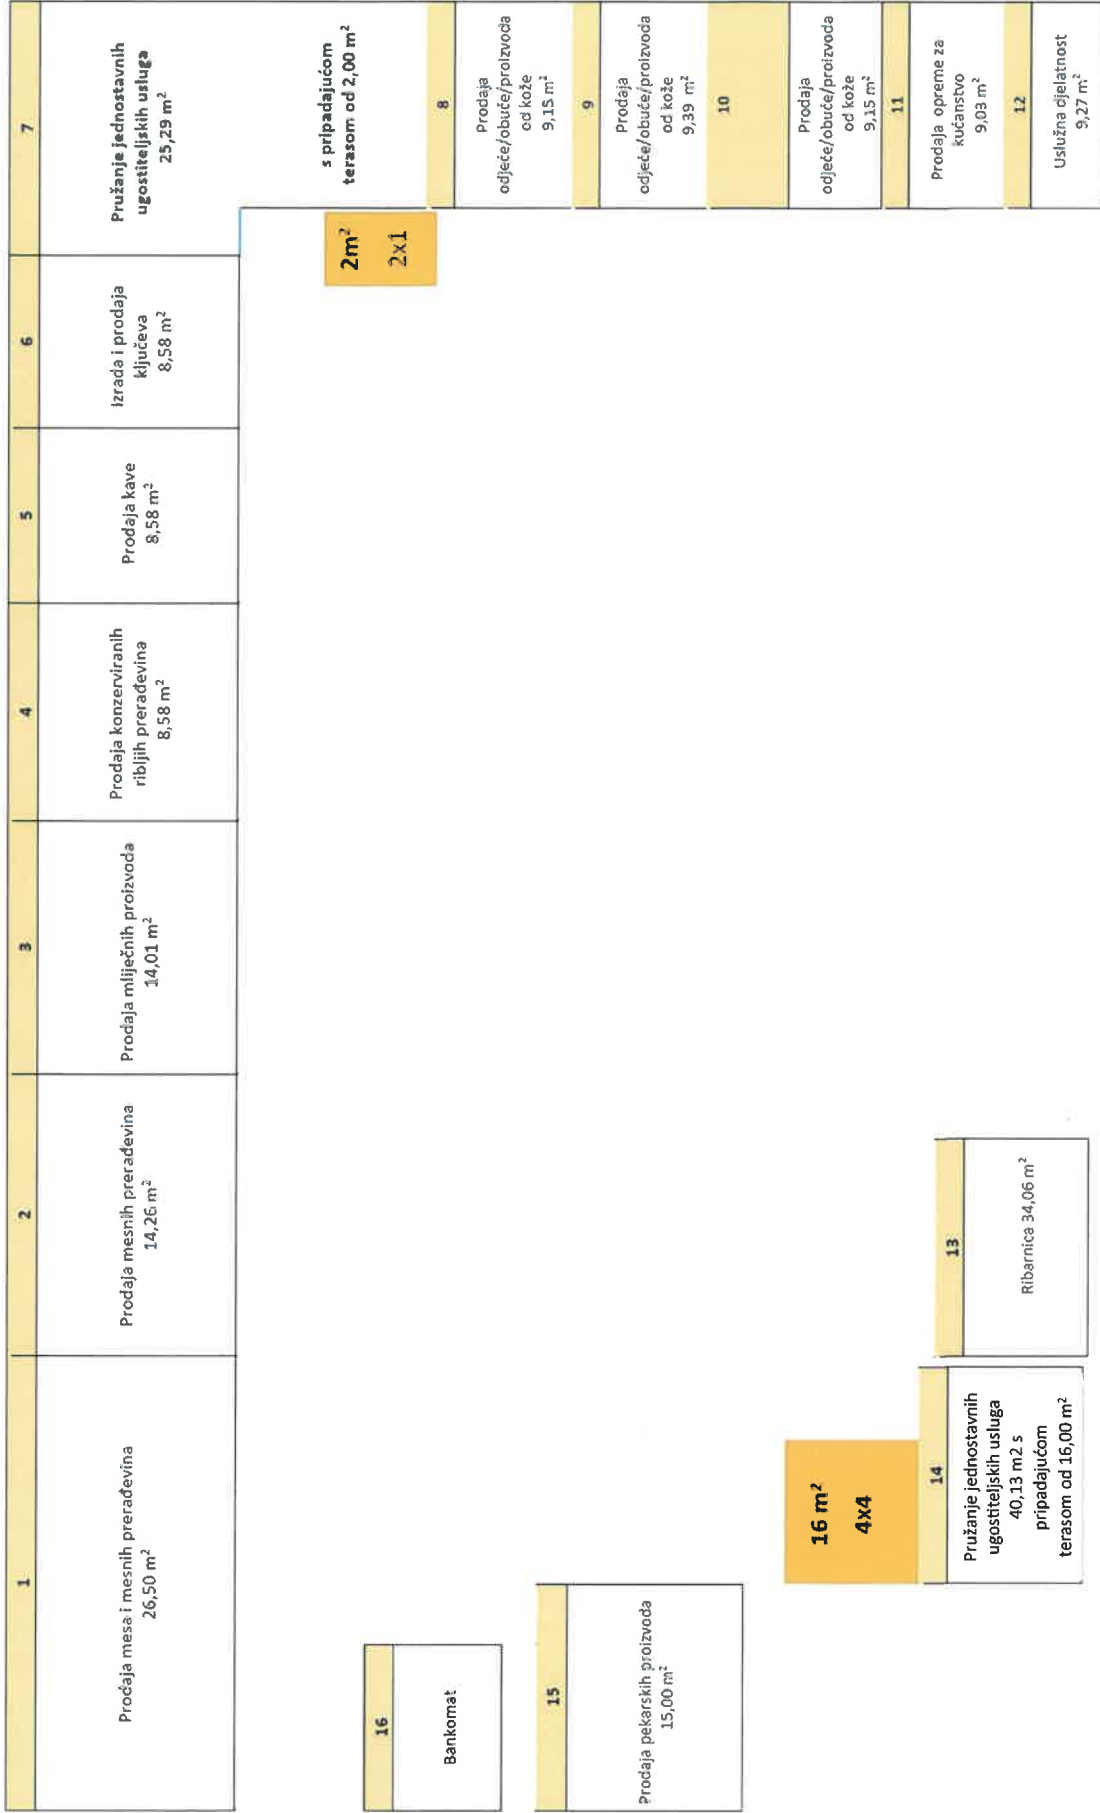 1
Prodaja mesa i mesnih prerađevina
26,50 m²
2
Prodaja mesnih prerađevina
14,26 m²
3
Prodaja mliječnih proizvoda
14,01 m²
4
Prodaja konzerviranih
ribljih prerađevina
8,58 m²
5
Prodaja kave
8,58 m²
6
Izrada i prodaja
ključeva
8,58 m²
7
Pružanje jednostavnih
ugostiteljskih usluga
25,29 m²
s pripadajućom
terasom od 2,00 m²
2m²
2x1
8
Prodaja
odjeće/obuće/proizvoda
od kože
9,15 m²
9
Prodaja
odjeće/obuće/proizvoda
od kože
9,39 m²
10
Prodaja
odjeće/obuće/proizvoda
od kože
9,15 m²
11
Prodaja opreme za
kućanstvo
9,03 m²
12
Uslužna djelatnost
9,27 m²
16
Bankomat
15
Prodaja pekarskih proizvoda
15,00 m²
16 m²
4x4
14
Pružanje jednostavnih
ugostiteljskih usluga
40,13 m2 s
pripadajućom
terasom od 16,00 m²
13
Ribarnica 34,06 m²